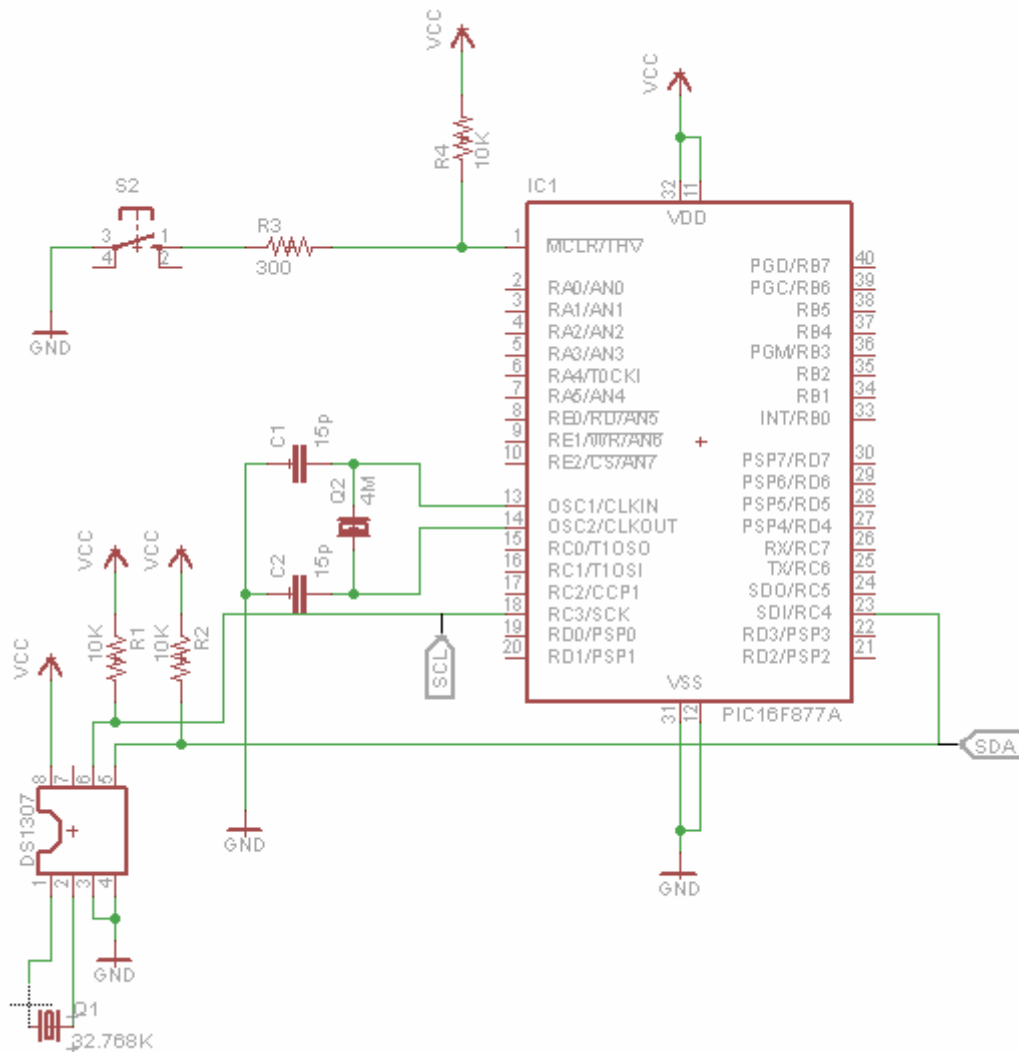 VCC
VCC
R4
10K
S2
3
1
4
2
R3
300
GND
IC1
32
11
VDD
1
MCLR/THV
2
RA0/AN0
3
RA1/AN1
4
RA2/AN2
5
RA3/AN3
6
RA4/T0CKI
7
RA5/AN4
8
RE0/RD/AN5
9
RE1/WR/AN6
10
RE2/CS/AN7
13
OSC1/CLKIN
14
OSC2/CLKOUT
15
RC0/T1OSO
16
RC1/T1OSI
17
RC2/CCP1
18
RC3/SCK
19
RD0/PSP0
20
RD1/PSP1
PGD/RB7
40
PGC/RB6
39
RB5
38
RB4
37
PGM/RB3
36
RB2
35
RB1
34
INT/RB0
33
PSP7/RD7
30
PSP6/RD6
29
PSP5/RD5
28
PSP4/RD4
27
RX/RC7
26
TX/RC6
25
SDO/RC5
24
SDI/RC4
23
RD3/PSP3
22
RD2/PSP2
21
VSS
31
12
PIC16F877A
GND
C1
15p
Q2
4M
C2
15p
GND
SCL
SDA
VCC
VCC
10K
R1
10K
R2
VCC
8
7
6
5
DS1307
1
2
3
4
GND
Q1
32.768K